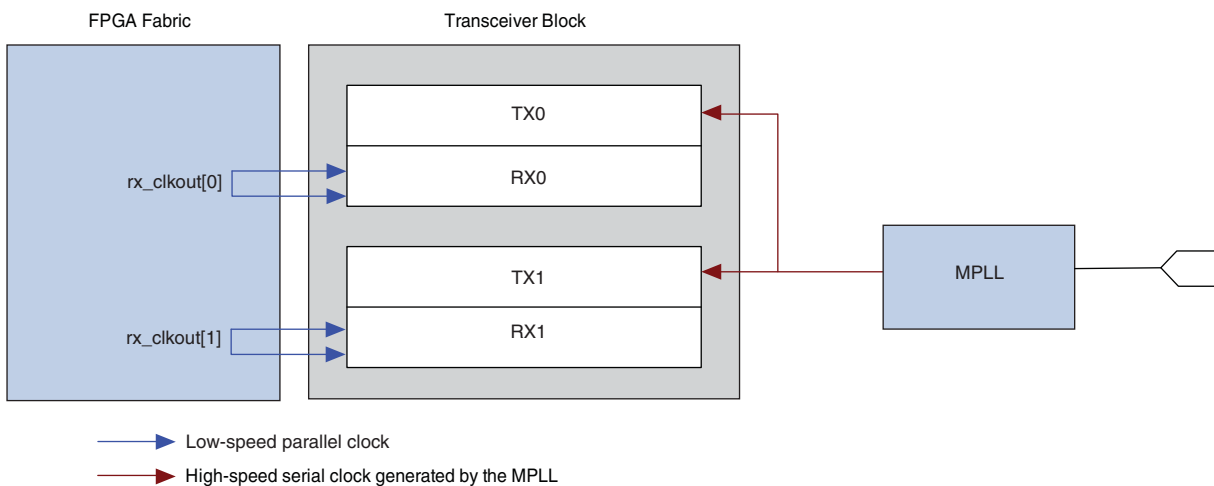 FPGA Fabric
Transceiver Block
TX0
rx_clkout[0]
RX0
TX1
MPLL
rx_clkout[1]
RX1
Low-speed parallel clock
High-speed serial clock generated by the MPLL